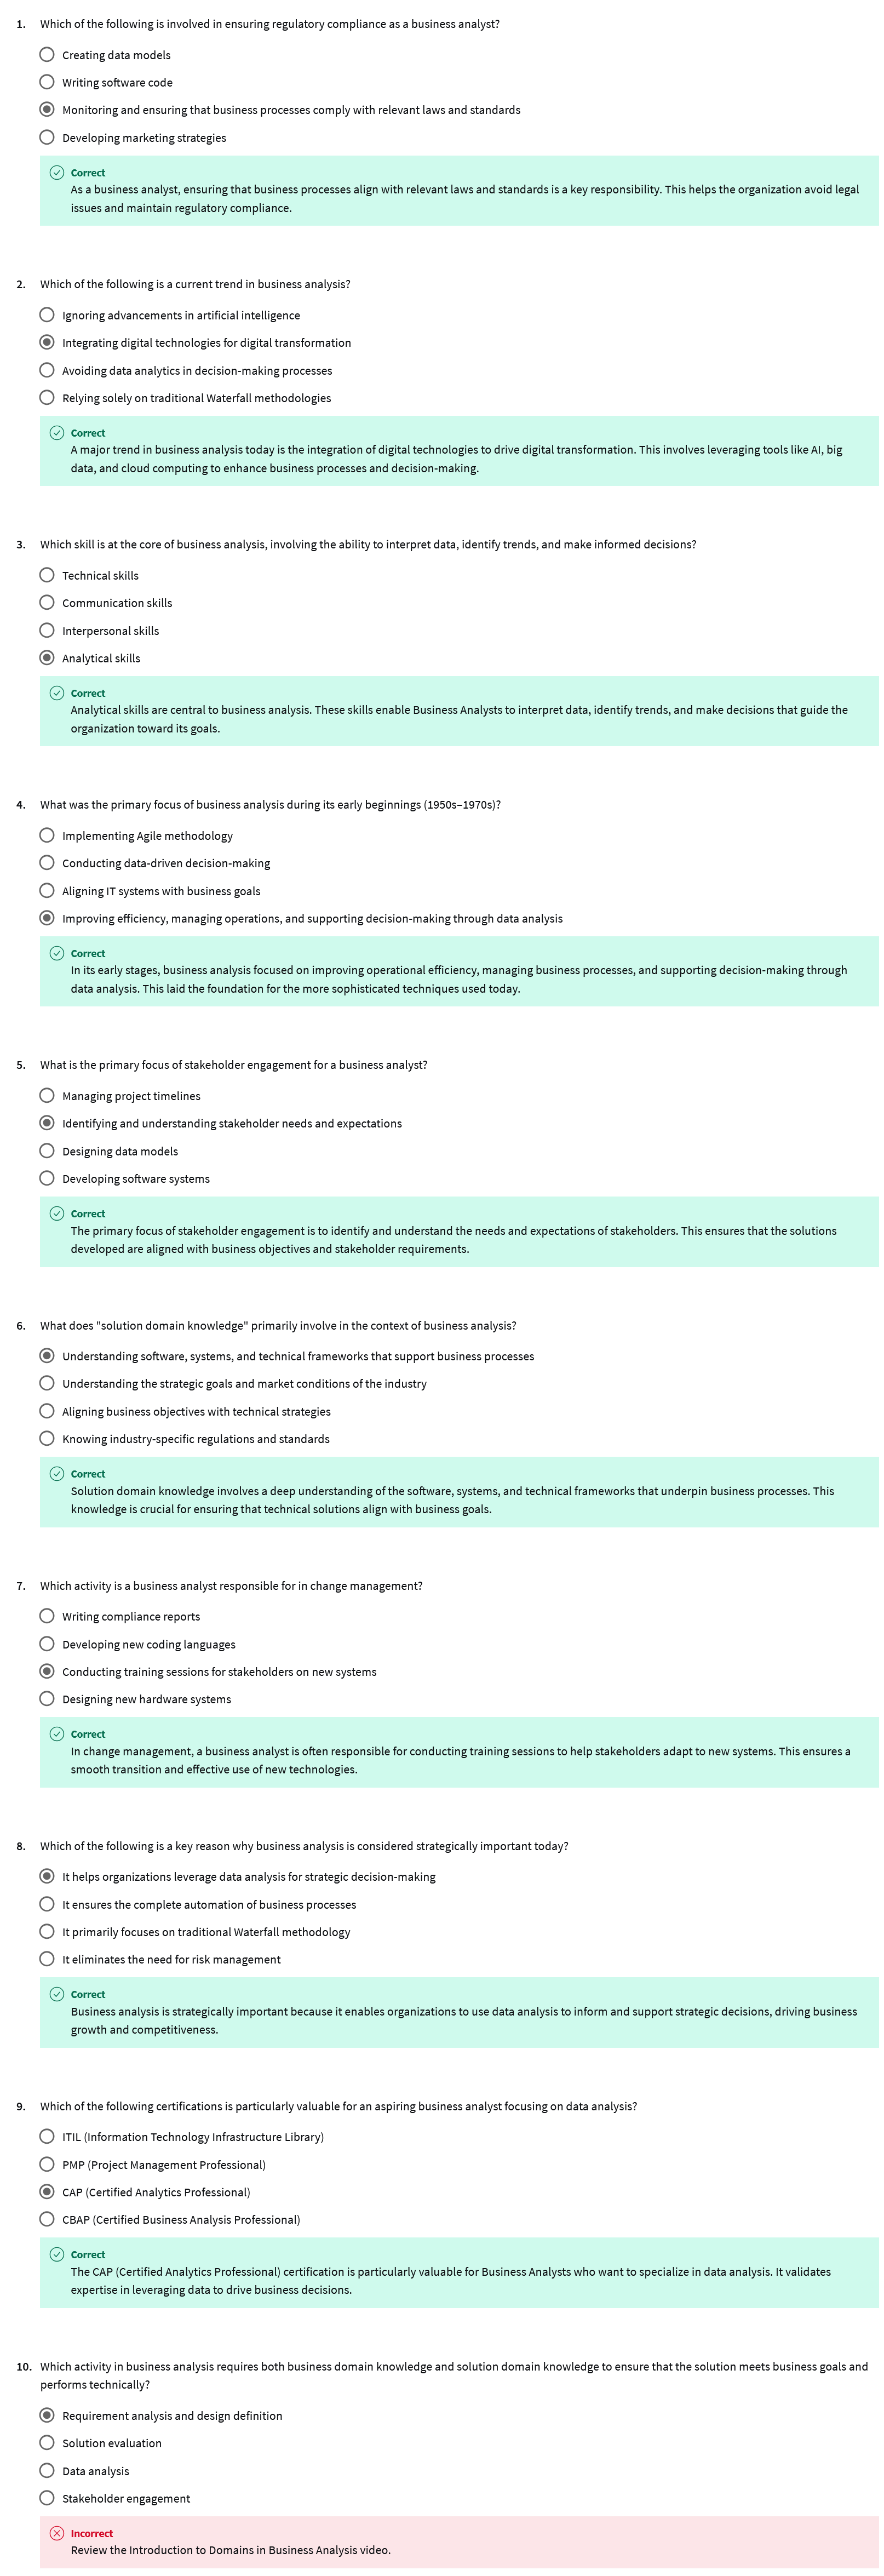 1. Which of the following is involved in ensuring regulatory compliance as a business analyst?
Creating data models
Writing software code
Monitoring and ensuring that business processes comply with relevant laws and standards
Developing marketing strategies
Correct
As a business analyst, ensuring that business processes align with relevant laws and standards is a key responsibility. This helps the organization avoid legal
issues and maintain regulatory compliance.
2. Which of the following is a current trend in business analysis?
Ignoring advancements in artificial intelligence
Integrating digital technologies for digital transformation
Avoiding data analytics in decision-making processes
Relying solely on traditional Waterfall methodologies
Correct
A major trend in business analysis today is the integration of digital technologies to drive digital transformation. This involves leveraging tools like AI, big
data, and cloud computing to enhance business processes and decision-making.
3. Which skill is at the core of business analysis, involving the ability to interpret data, identify trends, and make informed decisions?
Technical skills
Communication skills
Interpersonal skills
Analytical skills
Correct
Analytical skills are central to business analysis. These skills enable Business Analysts to interpret data, identify trends, and make decisions that guide the
organization toward its goals.
4. What was the primary focus of business analysis during its early beginnings (1950s–1970s)?
Implementing Agile methodology
Conducting data-driven decision-making
Aligning IT systems with business goals
Improving efficiency, managing operations, and supporting decision-making through data analysis
Correct
In its early stages, business analysis focused on improving operational efficiency, managing business processes, and supporting decision-making through
data analysis. This laid the foundation for the more sophisticated techniques used today.
5. What is the primary focus of stakeholder engagement for a business analyst?
Managing project timelines
Identifying and understanding stakeholder needs and expectations
Designing data models
Developing software systems
Correct
The primary focus of stakeholder engagement is to identify and understand the needs and expectations of stakeholders. This ensures that the solutions
developed are aligned with business objectives and stakeholder requirements.
6. What does "solution domain knowledge" primarily involve in the context of business analysis?
Understanding software, systems, and technical frameworks that support business processes
Understanding the strategic goals and market conditions of the industry
Aligning business objectives with technical strategies
Knowing industry-specific regulations and standards
Correct
Solution domain knowledge involves a deep understanding of the software, systems, and technical frameworks that underpin business processes. This
knowledge is crucial for ensuring that technical solutions align with business goals.
7. Which activity is a business analyst responsible for in change management?
Writing compliance reports
Developing new coding languages
Conducting training sessions for stakeholders on new systems
Designing new hardware systems
Correct
In change management, a business analyst is often responsible for conducting training sessions to help stakeholders adapt to new systems. This ensures a
smooth transition and effective use of new technologies.
8. Which of the following is a key reason why business analysis is considered strategically important today?
It helps organizations leverage data analysis for strategic decision-making
It ensures the complete automation of business processes
It primarily focuses on traditional Waterfall methodology
It eliminates the need for risk management
Correct
Business analysis is strategically important because it enables organizations to use data analysis to inform and support strategic decisions, driving business
growth and competitiveness.
9. Which of the following certifications is particularly valuable for an aspiring business analyst focusing on data analysis?
ITIL (Information Technology Infrastructure Library)
PMP (Project Management Professional)
CAP (Certified Analytics Professional)
CBAP (Certified Business Analysis Professional)
Correct
The CAP (Certified Analytics Professional) certification is particularly valuable for Business Analysts who want to specialize in data analysis. It validates
expertise in leveraging data to drive business decisions.
10. Which activity in business analysis requires both business domain knowledge and solution domain knowledge to ensure that the solution meets business goals and
performs technically?
Requirement analysis and design definition
Solution evaluation
Data analysis
Stakeholder engagement
Incorrect
Review the Introduction to Domains in Business Analysis video.